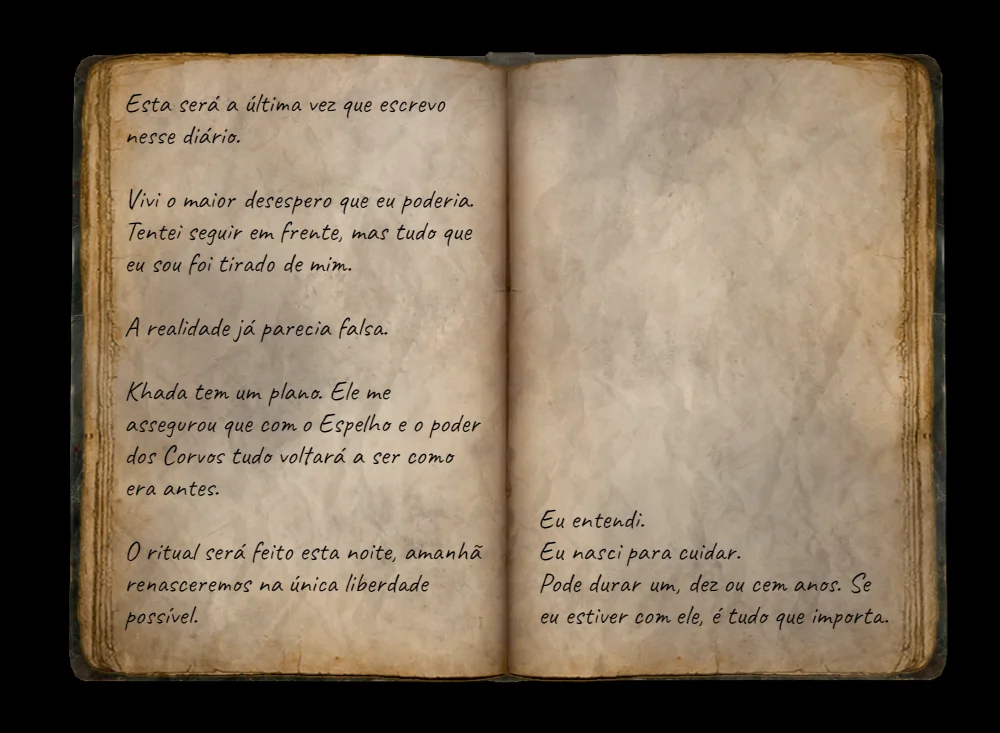 Esta será a última vez que escrevo
nesse diário.
Vivi o maior desespero que eu poderia.
Tentei seguir em frente, mas tudo que
eu sou foi tirado de mim.
A realidade já parecia falsa.
Khada tem um plano. Ele me
assegurou que com o Espelho e o poder
dos Corvos tudo voltará a ser como
era antes.
O ritual será feito esta noite, amanhã
renasceremos na única liberdade
possível.
Eu entendi.
Eu nasci para cuidar.
Pode durar um, dez ou cem anos. Se
eu estiver com ele, é tudo que importa.